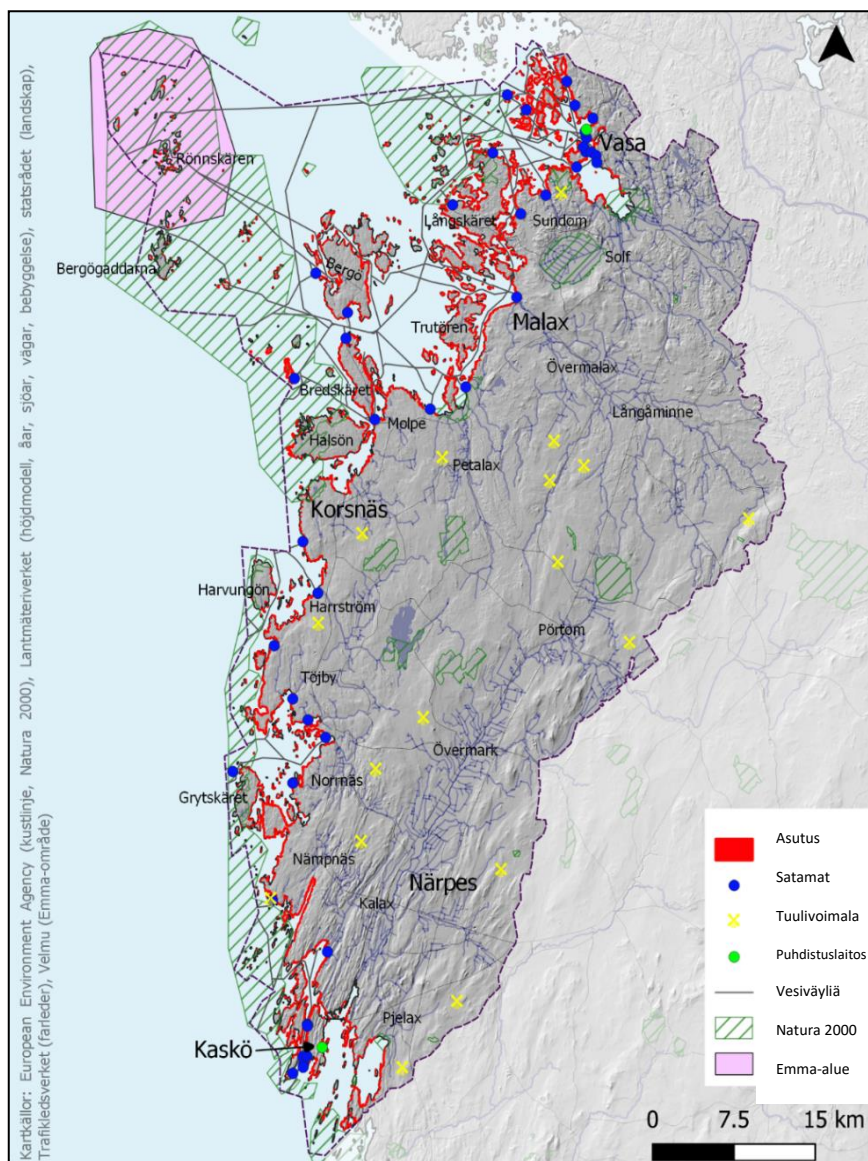 Rönnskären
Vasa
Långskäret
Sundom
Solf
Bergögaddarna
Bergö
Trutören
Malax
Övermalax
Bredskäret
Långåminne
Molpe
Halsön
Petalax
Korsnäs
Harvungön
Harrström
Pörtom
Töjby
Övermark
Norrnäs
Grytskäret
Nämpnäs
Närpes
Kalax
Pjelax
Kaskö
Asutus
Satamat
Tuulivoimala
Puhdistuslaitos
Vesiväyliä
Natura 2000
Emma-alue
0 7.5 15 km
Kartkällor: European Environment Agency (kustlinje, Natura 2000), Lantmäteriverket (höjdmodell, åar, sjöar, vägar, bebyggelse), statsrådet (landskap),
Trafikledsverket (farleder), Velmu (Emma-område)